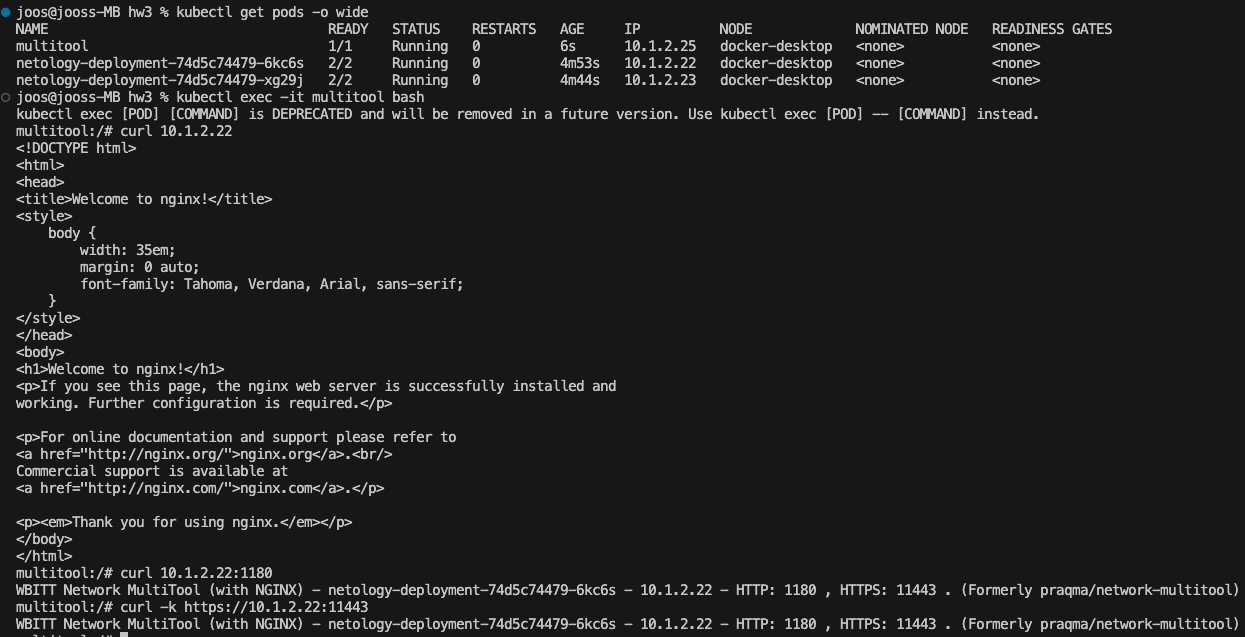 joos@jooss-MB hw3 % kubectl get pods -o wide
NAME                                   READY   STATUS    RESTARTS   AGE     IP          NODE             NOMINATED NODE   READINESS GATES
multitool                              1/1     Running   0          6s      10.1.2.25   docker-desktop   <none>           <none>
netology-deployment-74d5c74479-6kc6s   2/2     Running   0          4m53s   10.1.2.22   docker-desktop   <none>           <none>
netology-deployment-74d5c74479-xg29j   2/2     Running   0          4m44s   10.1.2.23   docker-desktop   <none>           <none>
joos@jooss-MB hw3 % kubectl exec -it multitool bash
kubectl exec [POD] [COMMAND] is DEPRECATED and will be removed in a future version. Use kubectl exec [POD] -- [COMMAND] instead.
multitool:/# curl 10.1.2.22
<!DOCTYPE html>
<html>
<head>
<title>Welcome to nginx!</title>
<style>
    body {
        width: 35em;
        margin: 0 auto;
        font-family: Tahoma, Verdana, Arial, sans-serif;
    }
</style>
</head>
<body>
<h1>Welcome to nginx!</h1>
<p>If you see this page, the nginx web server is successfully installed and
working. Further configuration is required.</p>

<p>For online documentation and support please refer to
<a href="http://nginx.org/">nginx.org</a>.<br/>
Commercial support is available at
<a href="http://nginx.com/">nginx.com</a>.</p>

<p><em>Thank you for using nginx.</em></p>
</body>
</html>
multitool:/# curl 10.1.2.22:1180
WBITT Network MultiTool (with NGINX) - netology-deployment-74d5c74479-6kc6s - 10.1.2.22 - HTTP: 1180 , HTTPS: 11443 . (Formerly praqma/network-multitool)
multitool:/# curl -k https://10.1.2.22:11443
WBITT Network MultiTool (with NGINX) - netology-deployment-74d5c74479-6kc6s - 10.1.2.22 - HTTP: 1180 , HTTPS: 11443 . (Formerly praqma/network-multitool)
multitool:/#